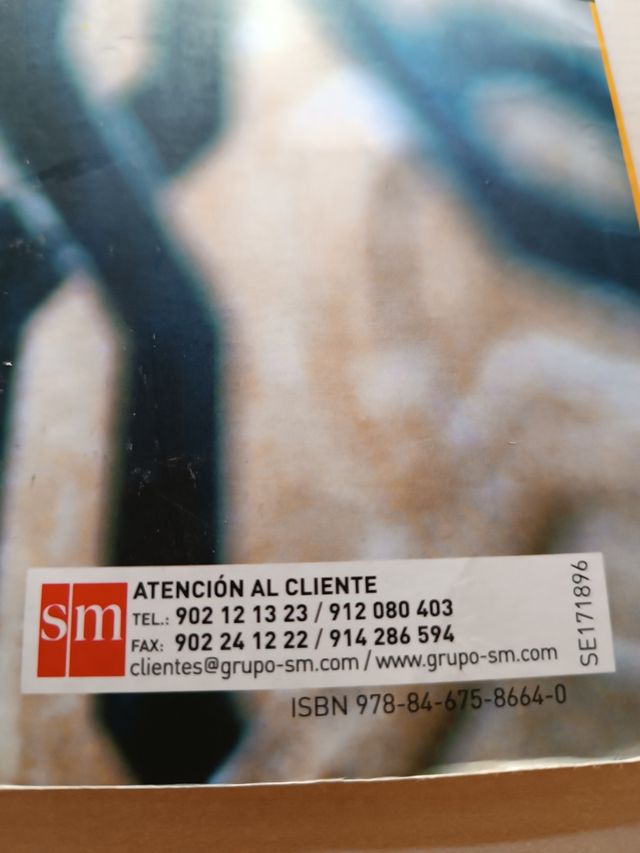 sm
ATENCIÓN AL CLIENTE
TEL.: 902 12 13 23 / 912 080 403
FAX: 902 24 12 22 / 914 286 594
clientes@grupo-sm.com / www.grupo-sm.com
SE171896
ISBN 978-84-675-8664-0